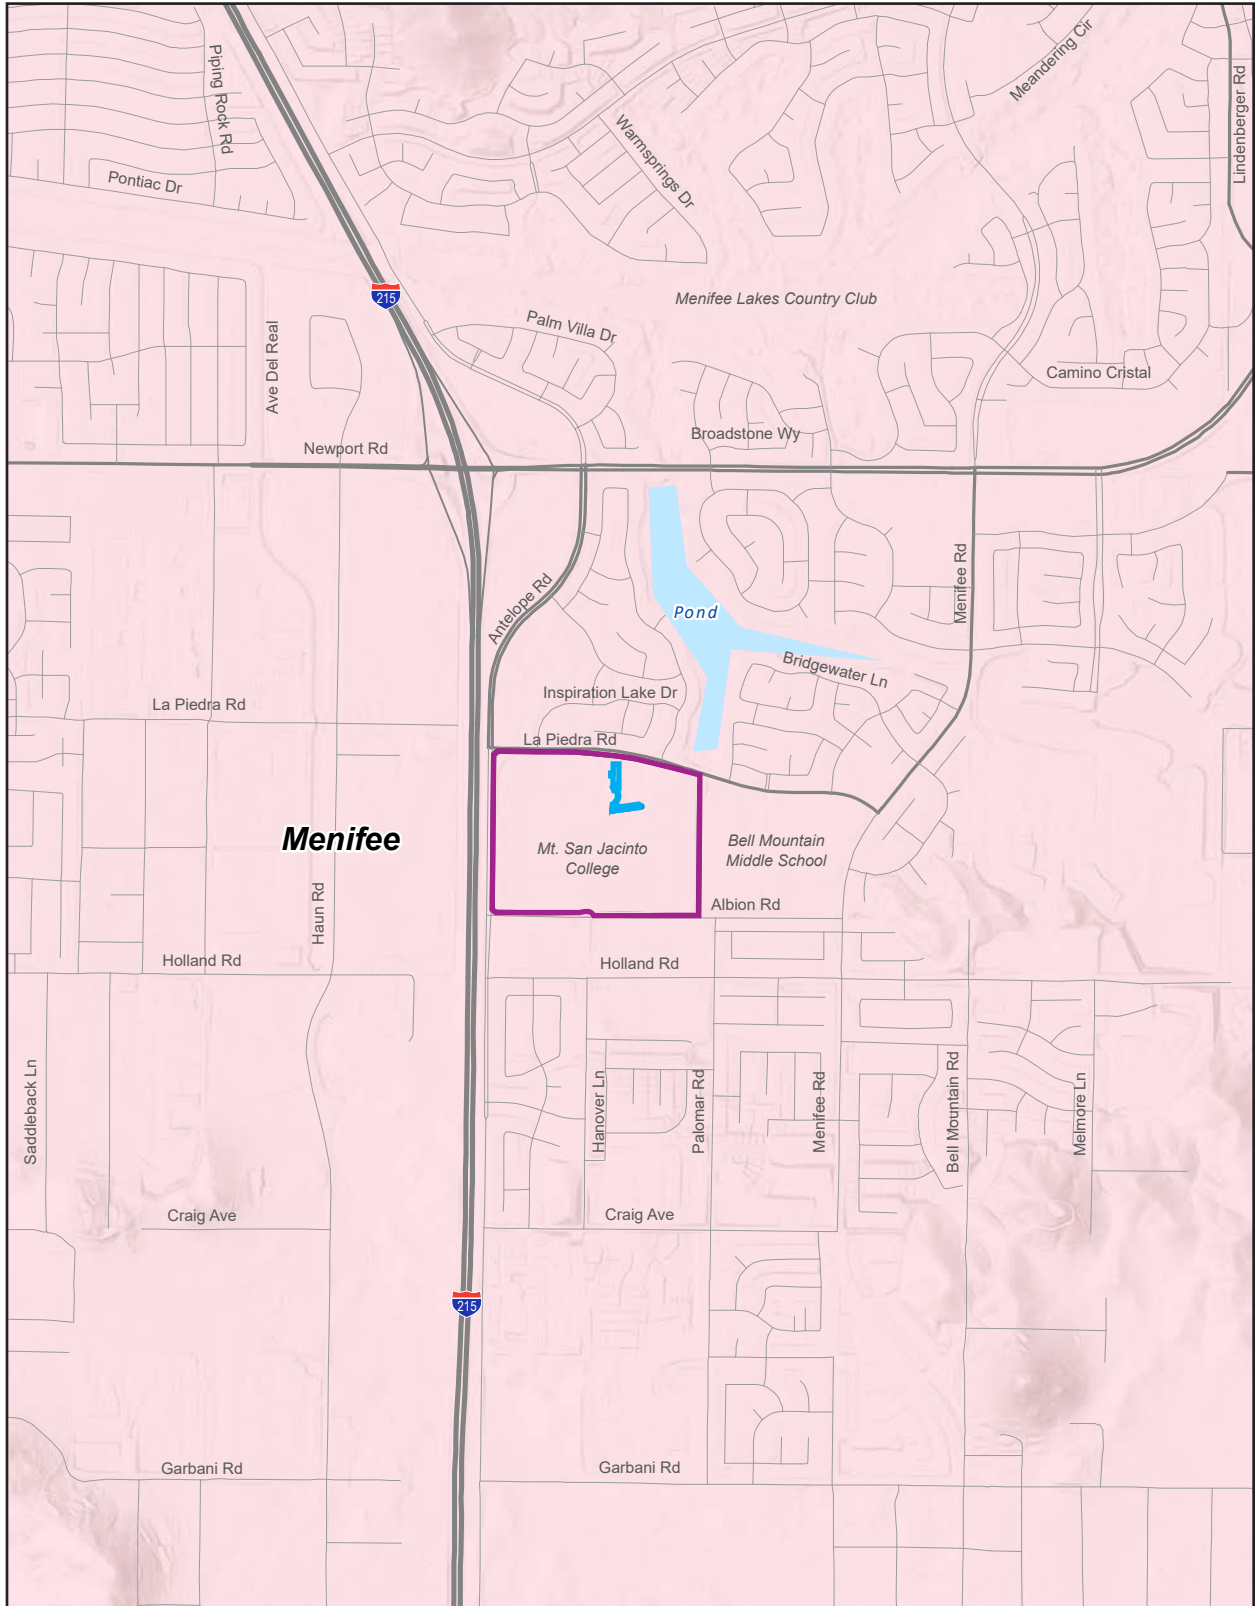 Meandering Cir
Piping Rock Rd
Lindenberger Rd
Warmsprings Dr
Pontiac Dr
215
Menifee Lakes Country Club
Palm Villa Dr
Ave Del Real
Camino Cristal
Broadstone Wy
Newport Rd
Menifee Rd
Antelope Rd
Pond
Bridgewater Ln
Inspiration Lake Dr
La Piedra Rd
La Piedra Rd
Menifee
Mt. San Jacinto
College
Bell Mountain
Middle School
Albion Rd
Haun Rd
Holland Rd
Holland Rd
Saddleback Ln
Hanover Ln
Palomar Rd
Menifee Rd
Bell Mountain Rd
Melmore Ln
Craig Ave
Craig Ave
215
Garbani Rd
Garbani Rd